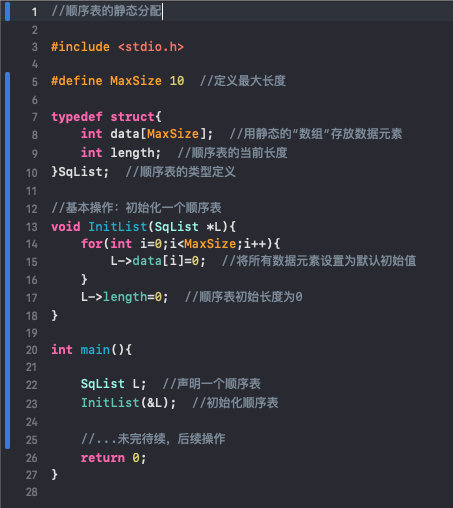 1 //顺序表的静态分配
2
3 #include <stdio.h>
4
5 #define MaxSize 10  //定义最大长度
6
7 typedef struct{
8     int data[MaxSize];  //用静态的“数组”存放数据元素
9     int length;  //顺序表的当前长度
10 }SqList;  //顺序表的类型定义
11
12 //基本操作：初始化一个顺序表
13 void InitList(SqList *L){
14     for(int i=0;i<MaxSize;i++){
15         L->data[i]=0;  //将所有数据元素设置为默认初始值
16     }
17     L->length=0;  //顺序表初始长度为0
18 }
19
20 int main(){
21
22     SqList L;  //声明一个顺序表
23     InitList(&L);  //初始化顺序表
24
25     //...未完待续，后续操作
26     return 0;
27 }
28